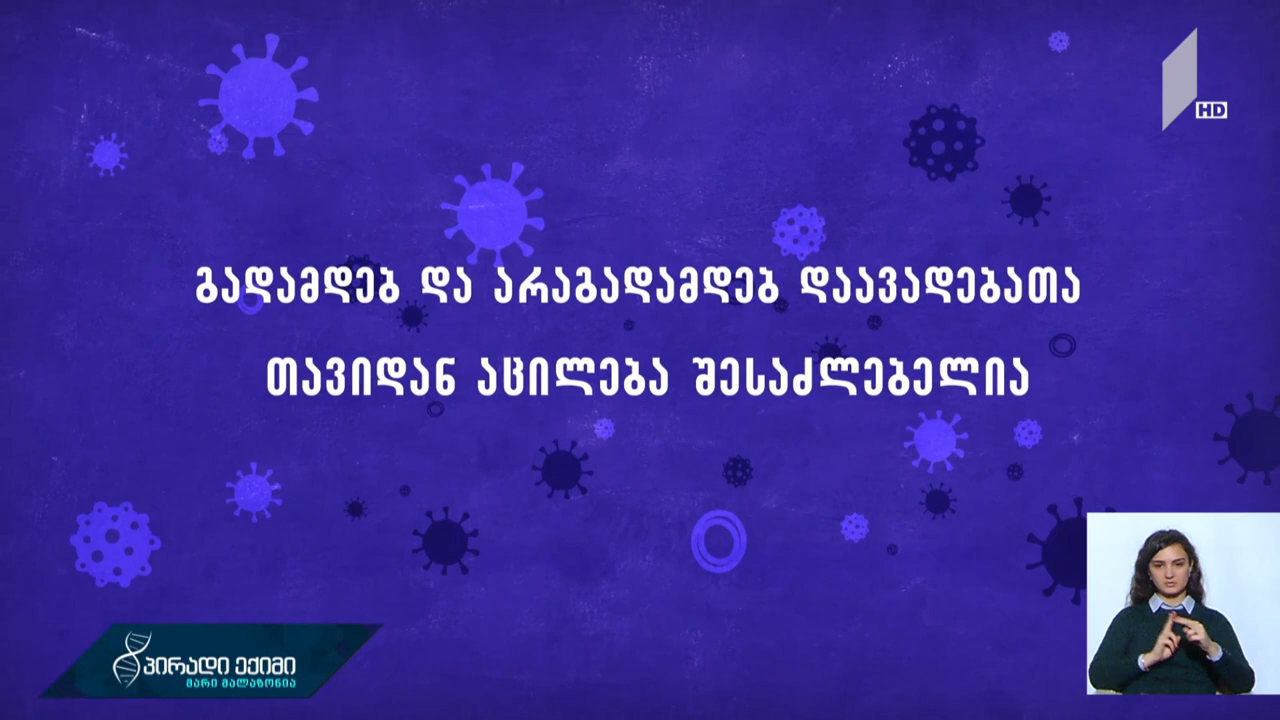 HD
გადამდებ და არაგადამდებ დაავადებათა
თავიდან აცილება შესაძლებელია
პირადი ექიმი
მარი მალაზონია